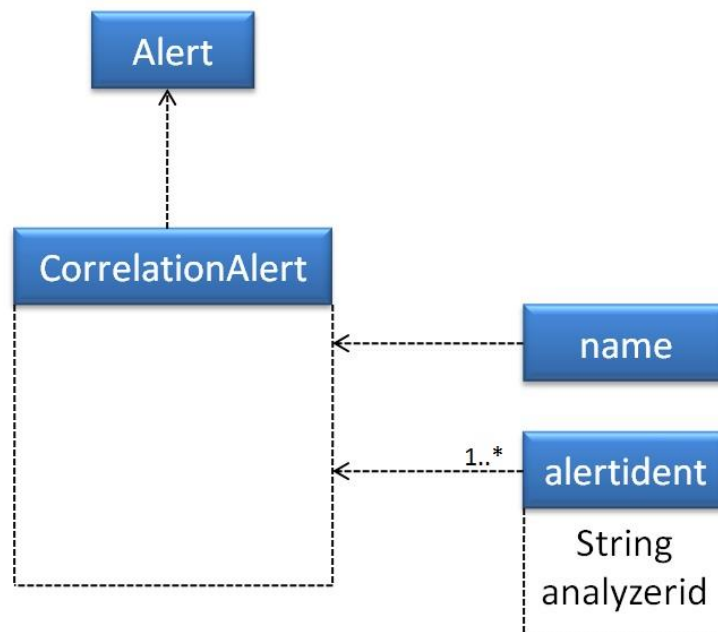 Alert
CorrelationAlert
name
1..*
alertident
String
analyzerid